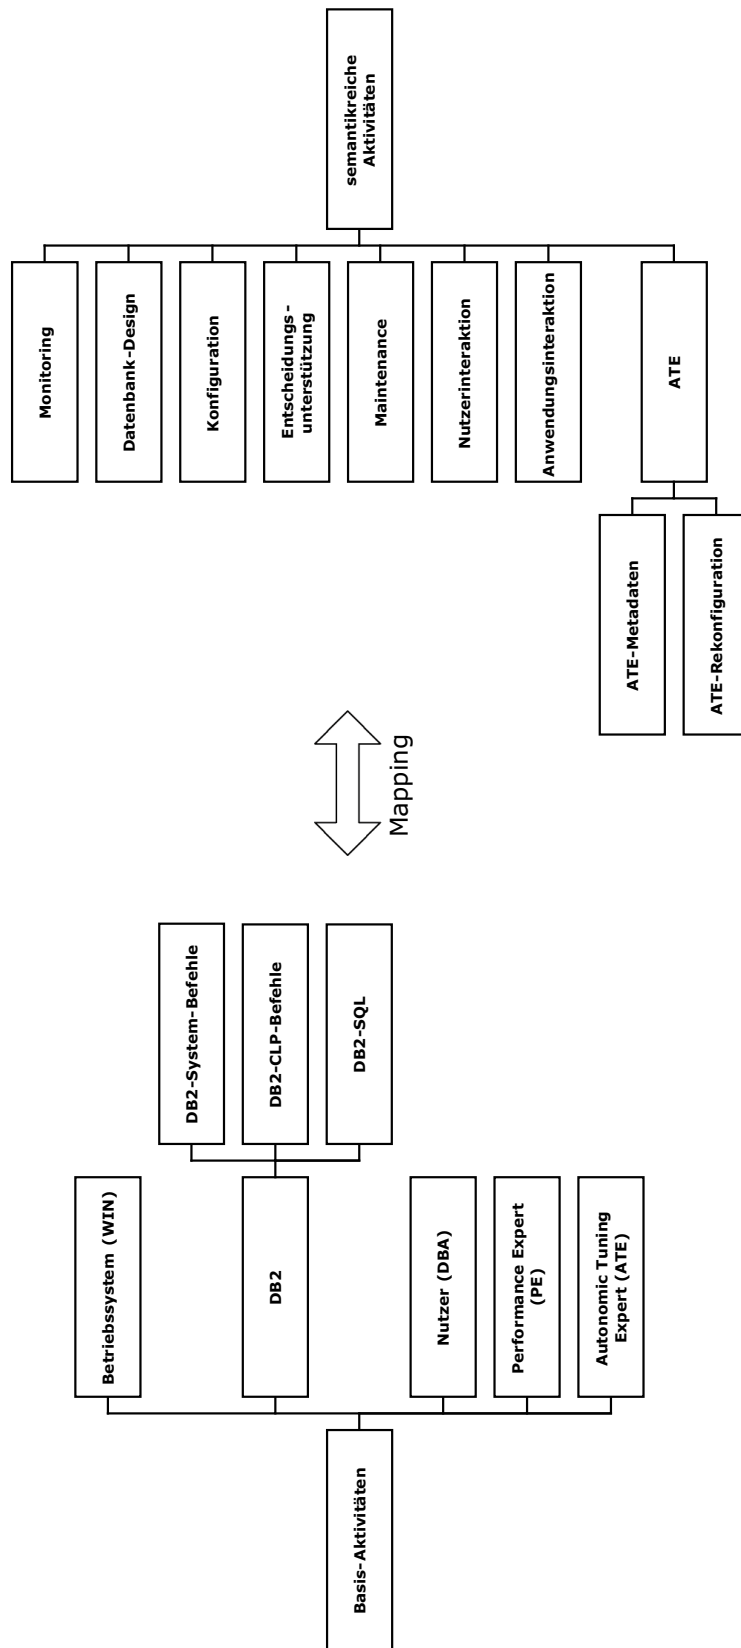 Basis-Aktivitäten
Betriebssystem (WIN)
DB2
DB2-System-Befehle
DB2-CLP-Befehle
DB2-SQL
Nutzer (DBA)
Performance Expert
(PE)
Autonomic Tuning
Expert (ATE)
Mapping
semantikreiche
Aktivitäten
Monitoring
Datenbank-Design
Konfiguration
Entscheidungs-
unterstützung
Maintenance
Nutzerinteraktion
Anwendungsinteraktion
ATE
ATE-Metadaten
ATE-Rekonfiguration